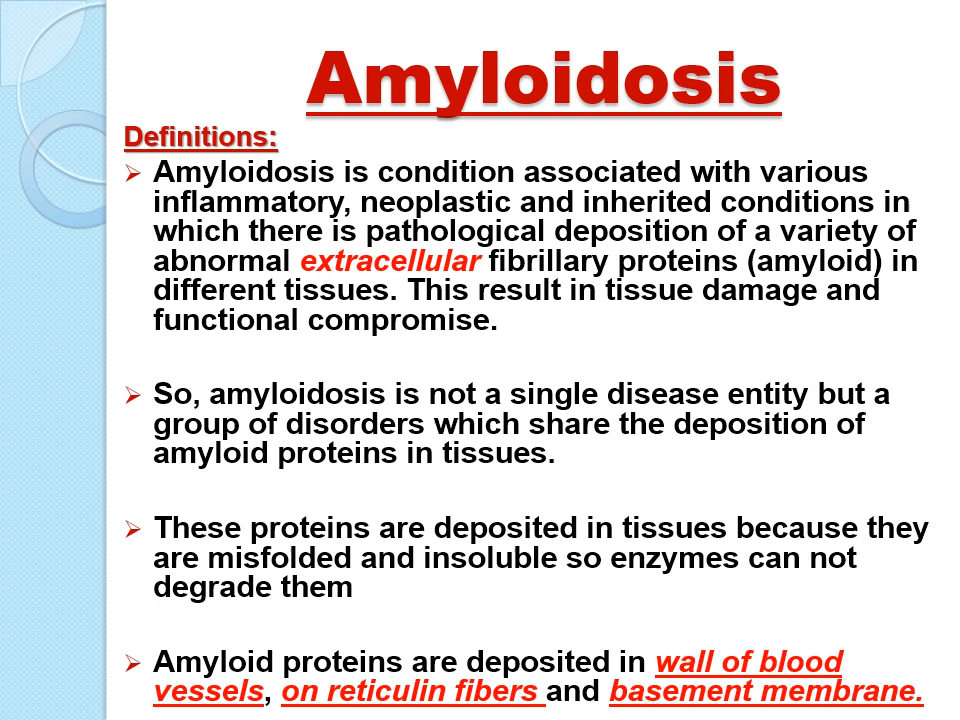 Amyloidosis
Definitions:
Amyloidosis is condition associated with various
inflammatory, neoplastic and inherited conditions in
which there is pathological deposition of a variety of
abnormal extracellular fibrillary proteins (amyloid) in
different tissues. This result in tissue damage and
functional compromise.
So, amyloidosis is not a single disease entity but a
group of disorders which share the deposition of
amyloid proteins in tissues.
These proteins are deposited in tissues because they
are misfolded and insoluble so enzymes can not
degrade them
Amyloid proteins are deposited in wall of blood
vessels, on reticulin fibers and basement membrane.